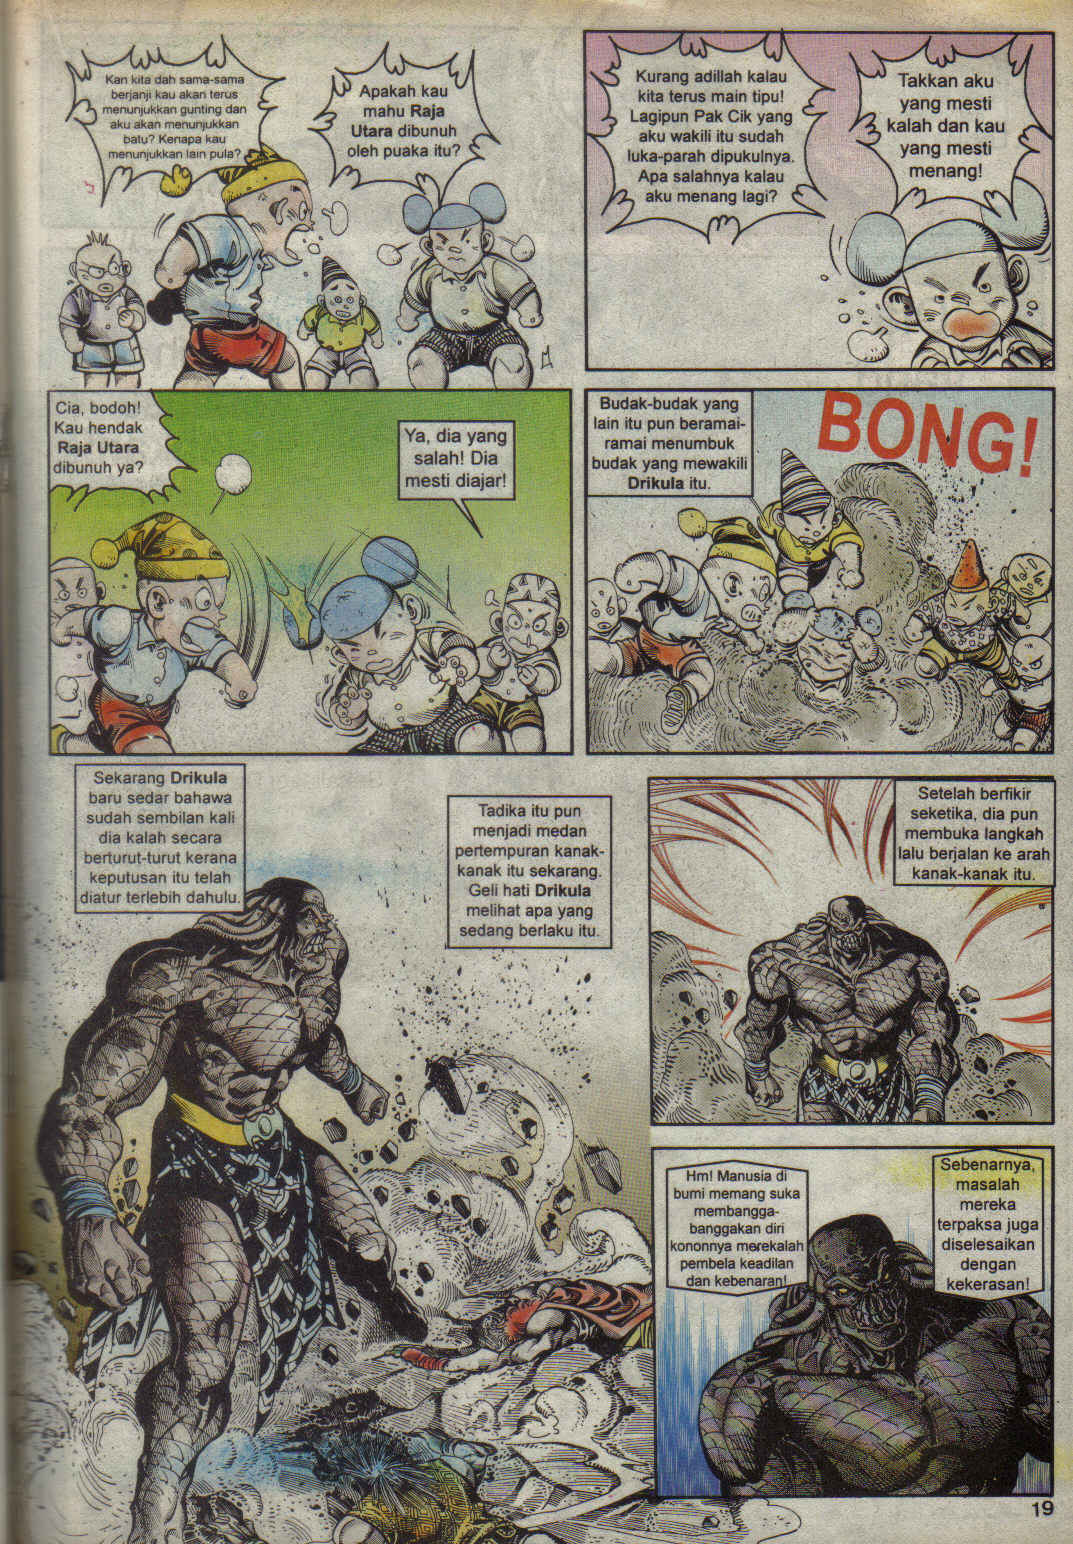 Kan kita dah sama-sama
berjanji kau akan terus
menunjukkan gunting dan
aku akan menunjukkan
batu? Kenapa kau
menunjukkan lain pula?
Apakah kau
mahu Raja
Utara dibunuh
oleh puaka itu?
Kurang adillah kalau
kita terus main tipu!
Lagipun Pak Cik yang
aku wakili itu sudah
luka-parah dipukulnya.
Apa salahnya kalau
aku menang lagi?
Takkan aku
yang mesti
kalah dan kau
yang mesti
menang!
Cia, bodoh!
Kau hendak
Raja Utara
dibunuh ya?
Ya, dia yang
salah! Dia
mesti diajar!
Budak-budak yang
lain itu pun beramai-
ramai menumbuk
budak yang mewakili
Drikula itu.
BONG!
Sekarang Drikula
baru sedar bahawa
sudah sembilan kali
dia kalah secara
berturut-turut kerana
keputusan itu telah
diatur terlebih dahulu.
Tadika itu pun
menjadi medan
pertempuran kanak-
kanak itu sekarang.
Geli hati Drikula
melihat apa yang
sedang berlaku itu.
Setelah berfikir
seketika, dia pun
membuka langkah
lalu berjalan ke arah
kanak-kanak itu.
Hm! Manusia di
bumi memang suka
membangga-
banggakan diri
kononnya merekalah
pembela keadilan
dan kebenaran!
Sebenarnya,
masalah
mereka
terpaksa juga
diselesaikan
dengan
kekerasan!
19